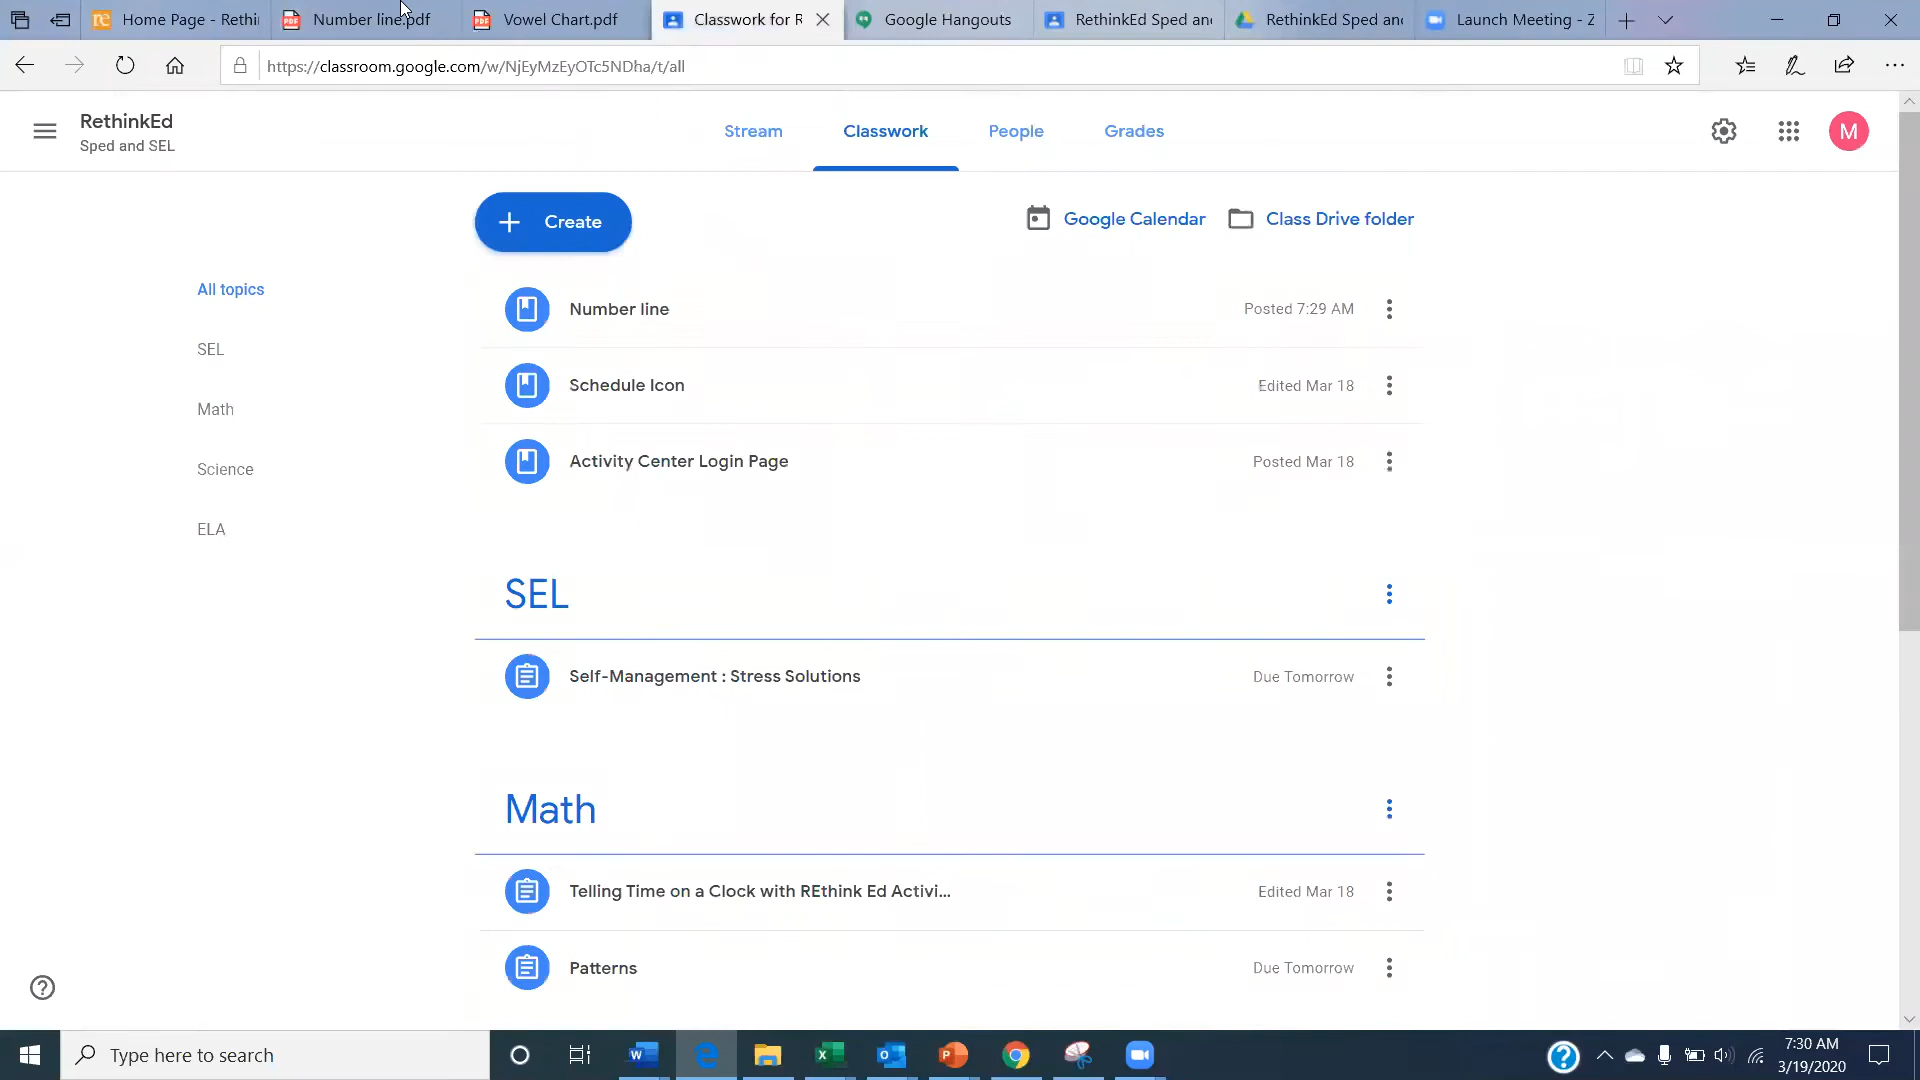 Home Page - Rethi
Number line.pdf
Vowel Chart.pdf
Classwork for R
Google Hangouts
RethinkEd Sped an
RethinkEd Sped an
Launch Meeting - Z
https://classroom.google.com/w/NjEyMzEyOTc5NDha/t/all
RethinkEd
Sped and SEL
Stream
Classwork
People
Grades
M
Create
Google Calendar
Class Drive folder
All topics
SEL
Math
Science
ELA
Number line
Posted 7:29 AM
Schedule Icon
Edited Mar 18
Activity Center Login Page
Posted Mar 18
SEL
Self-Management : Stress Solutions
Due Tomorrow
Math
Telling Time on a Clock with REthink Ed Activi...
Edited Mar 18
Patterns
Due Tomorrow
Type here to search
7:30 AM
3/19/2020